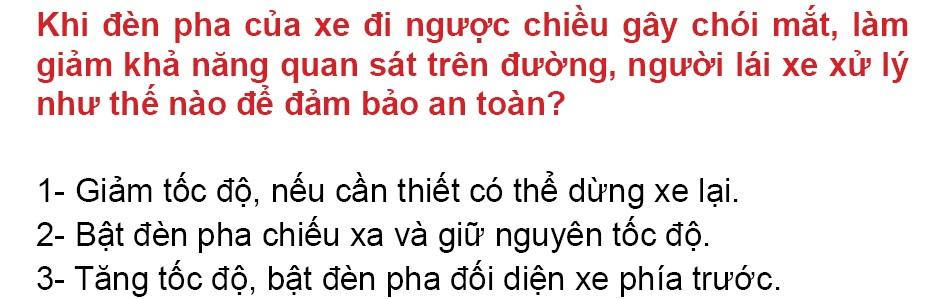 Khi đèn pha của xe đi ngược chiều gây chói mắt, làm
giảm khả năng quan sát trên đường, người lái xe xử lý
như thế nào để đảm bảo an toàn?
1- Giảm tốc độ, nếu cần thiết có thể dừng xe lại.
2- Bật đèn pha chiếu xa và giữ nguyên tốc độ.
3- Tăng tốc độ, bật đèn pha đối diện xe phía trước.